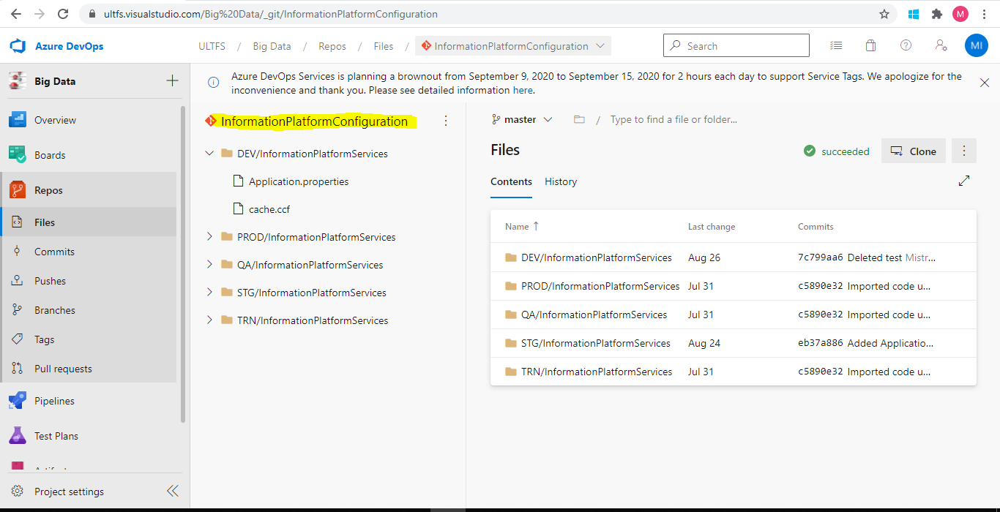 ultfs.visualstudio.com/Big%20Data/_git/InformationPlatformConfiguration
M
Azure DevOps
ULTFS / Big Data / Repos / Files / InformationPlatformConfiguration
Search
MI
Big Data
Overview
Boards
Repos
Files
Commits
Pushes
Branches
Tags
Pull requests
Pipelines
Test Plans
Project settings
Azure DevOps Services is planning a brownout from September 9, 2020 to September 15, 2020 for 2 hours each day to support Service Tags. We apologize for the
inconvenience and thank you. Please see detailed information here.
InformationPlatformConfiguration
DEV/InformationPlatformServices
Application.properties
cache.ccf
PROD/InformationPlatformServices
QA/InformationPlatformServices
STG/InformationPlatformServices
TRN/InformationPlatformServices
master / Type to find a file or folder...
Files
succeeded
Clone
Contents History
Name Last change Commits
DEV/InformationPlatformServices Aug 26 7c799aa6 Deleted test Mistr...
PROD/InformationPlatformServices Jul 31 c5890e32 Imported code u...
QA/InformationPlatformServices Jul 31 c5890e32 Imported code u...
STG/InformationPlatformServices Aug 24 eb37a886 Added Applicatio...
TRN/InformationPlatformServices Jul 31 c5890e32 Imported code u...